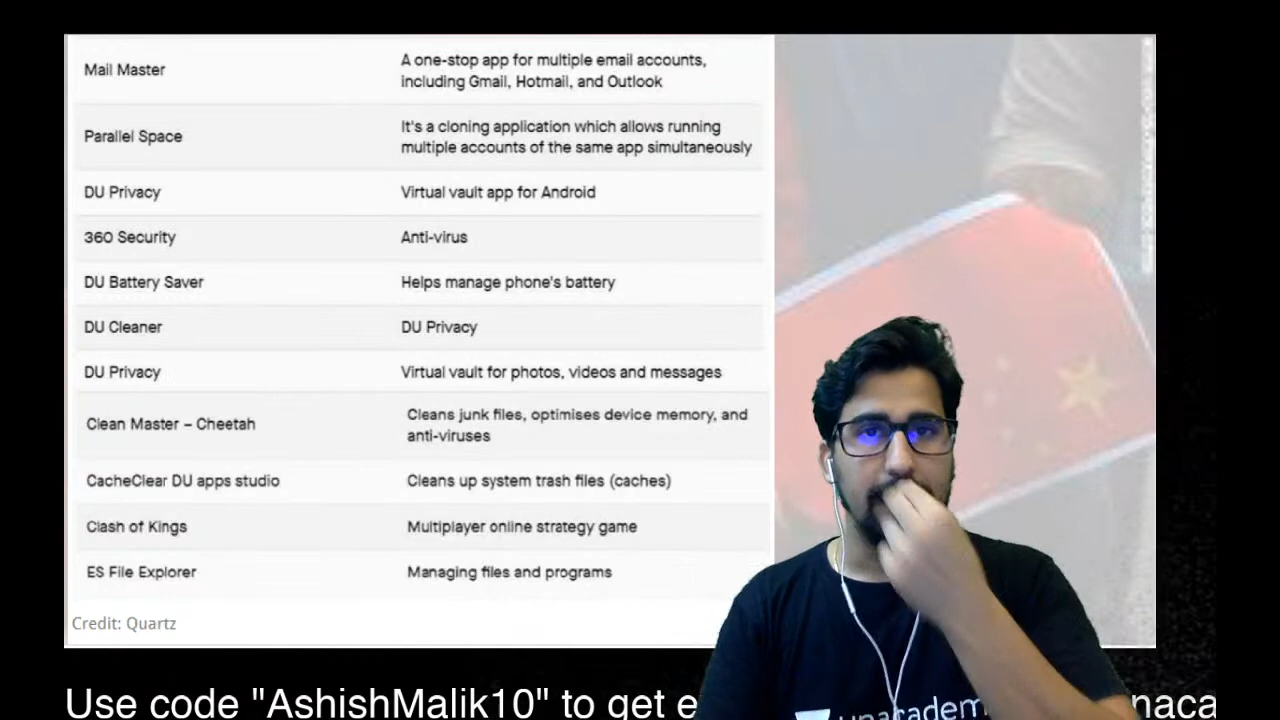 Mail Master
A one-stop app for multiple email accounts,
including Gmail, Hotmail, and Outlook
Parallel Space
It's a cloning application which allows running
multiple accounts of the same app simultaneously
DU Privacy
Virtual vault app for Android
360 Security
Anti-virus
DU Battery Saver
Helps manage phone's battery
DU Cleaner
DU Privacy
DU Privacy
Virtual vault for photos, videos and messages
Clean Master – Cheetah
Cleans junk files, optimises device memory, and
anti-viruses
CacheClear DU apps studio
Cleans up system trash files (caches)
Clash of Kings
Multiplayer online strategy game
ES File Explorer
Managing files and programs
Credit: Quartz
Use code "AshishMalik10" to get